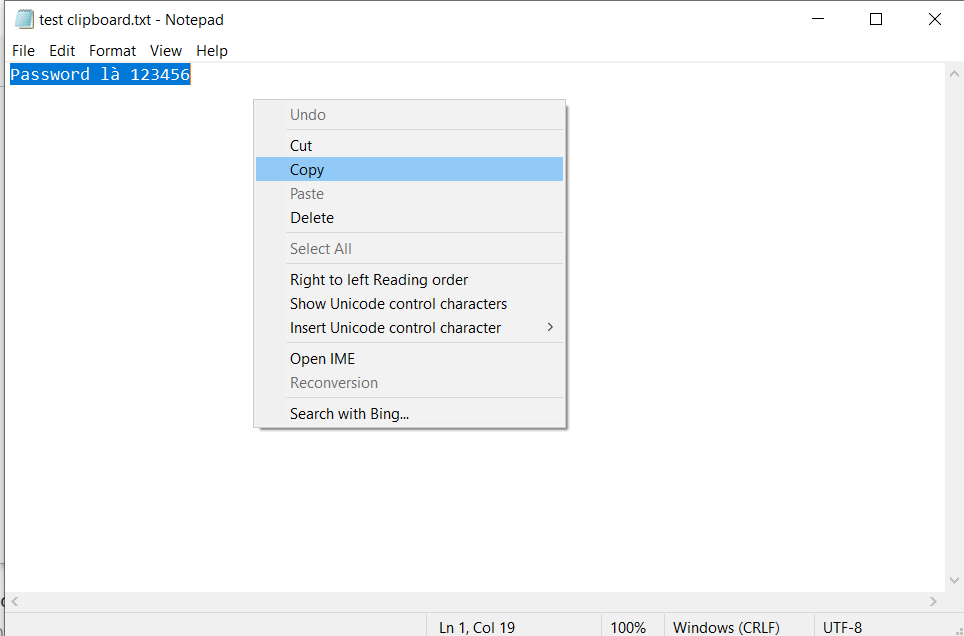 test clipboard.txt - Notepad
File Edit Format View Help
Password là 123456
Undo
Cut
Copy
Paste
Delete
Select All
Right to left Reading order
Show Unicode control characters
Insert Unicode control character
Open IME
Reconversion
Search with Bing...
Ln 1, Col 19 100% Windows (CRLF) UTF-8